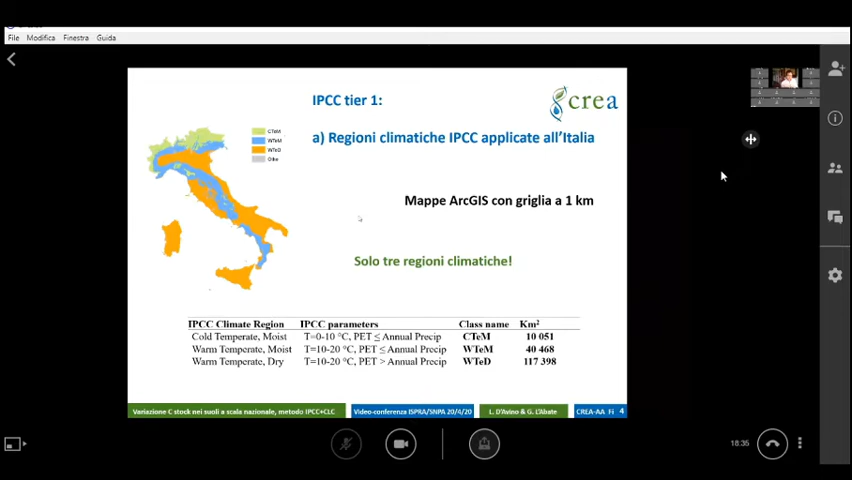 File Modifica Finestra Guida
IPCC tier 1:
crea
a) Regioni climatiche IPCC applicate all'Italia
CTeM
WTeM
WTeD
Mappe ArcGIS con griglia a 1 km
Solo tre regioni climatiche!
IPCC Climate Region IPCC parameters Class name Km²
Cold Temperate, Moist T=0-10 °C, PET ≤ Annual Precip CTeM 10 051
Warm Temperate, Moist T=10-20 °C, PET ≤ Annual Precip WTeM 40 468
Warm Temperate, Dry T=10-20 °C, PET > Annual Precip WTeD 117 398
Variazione C stock nei suoli a scala nazionale, metodo IPCC+CLC Video-conferenza ISPRA/SNPA 20/4/20 L. D'Avino & G. L'Abate CREA-AA Fi 4
18:35